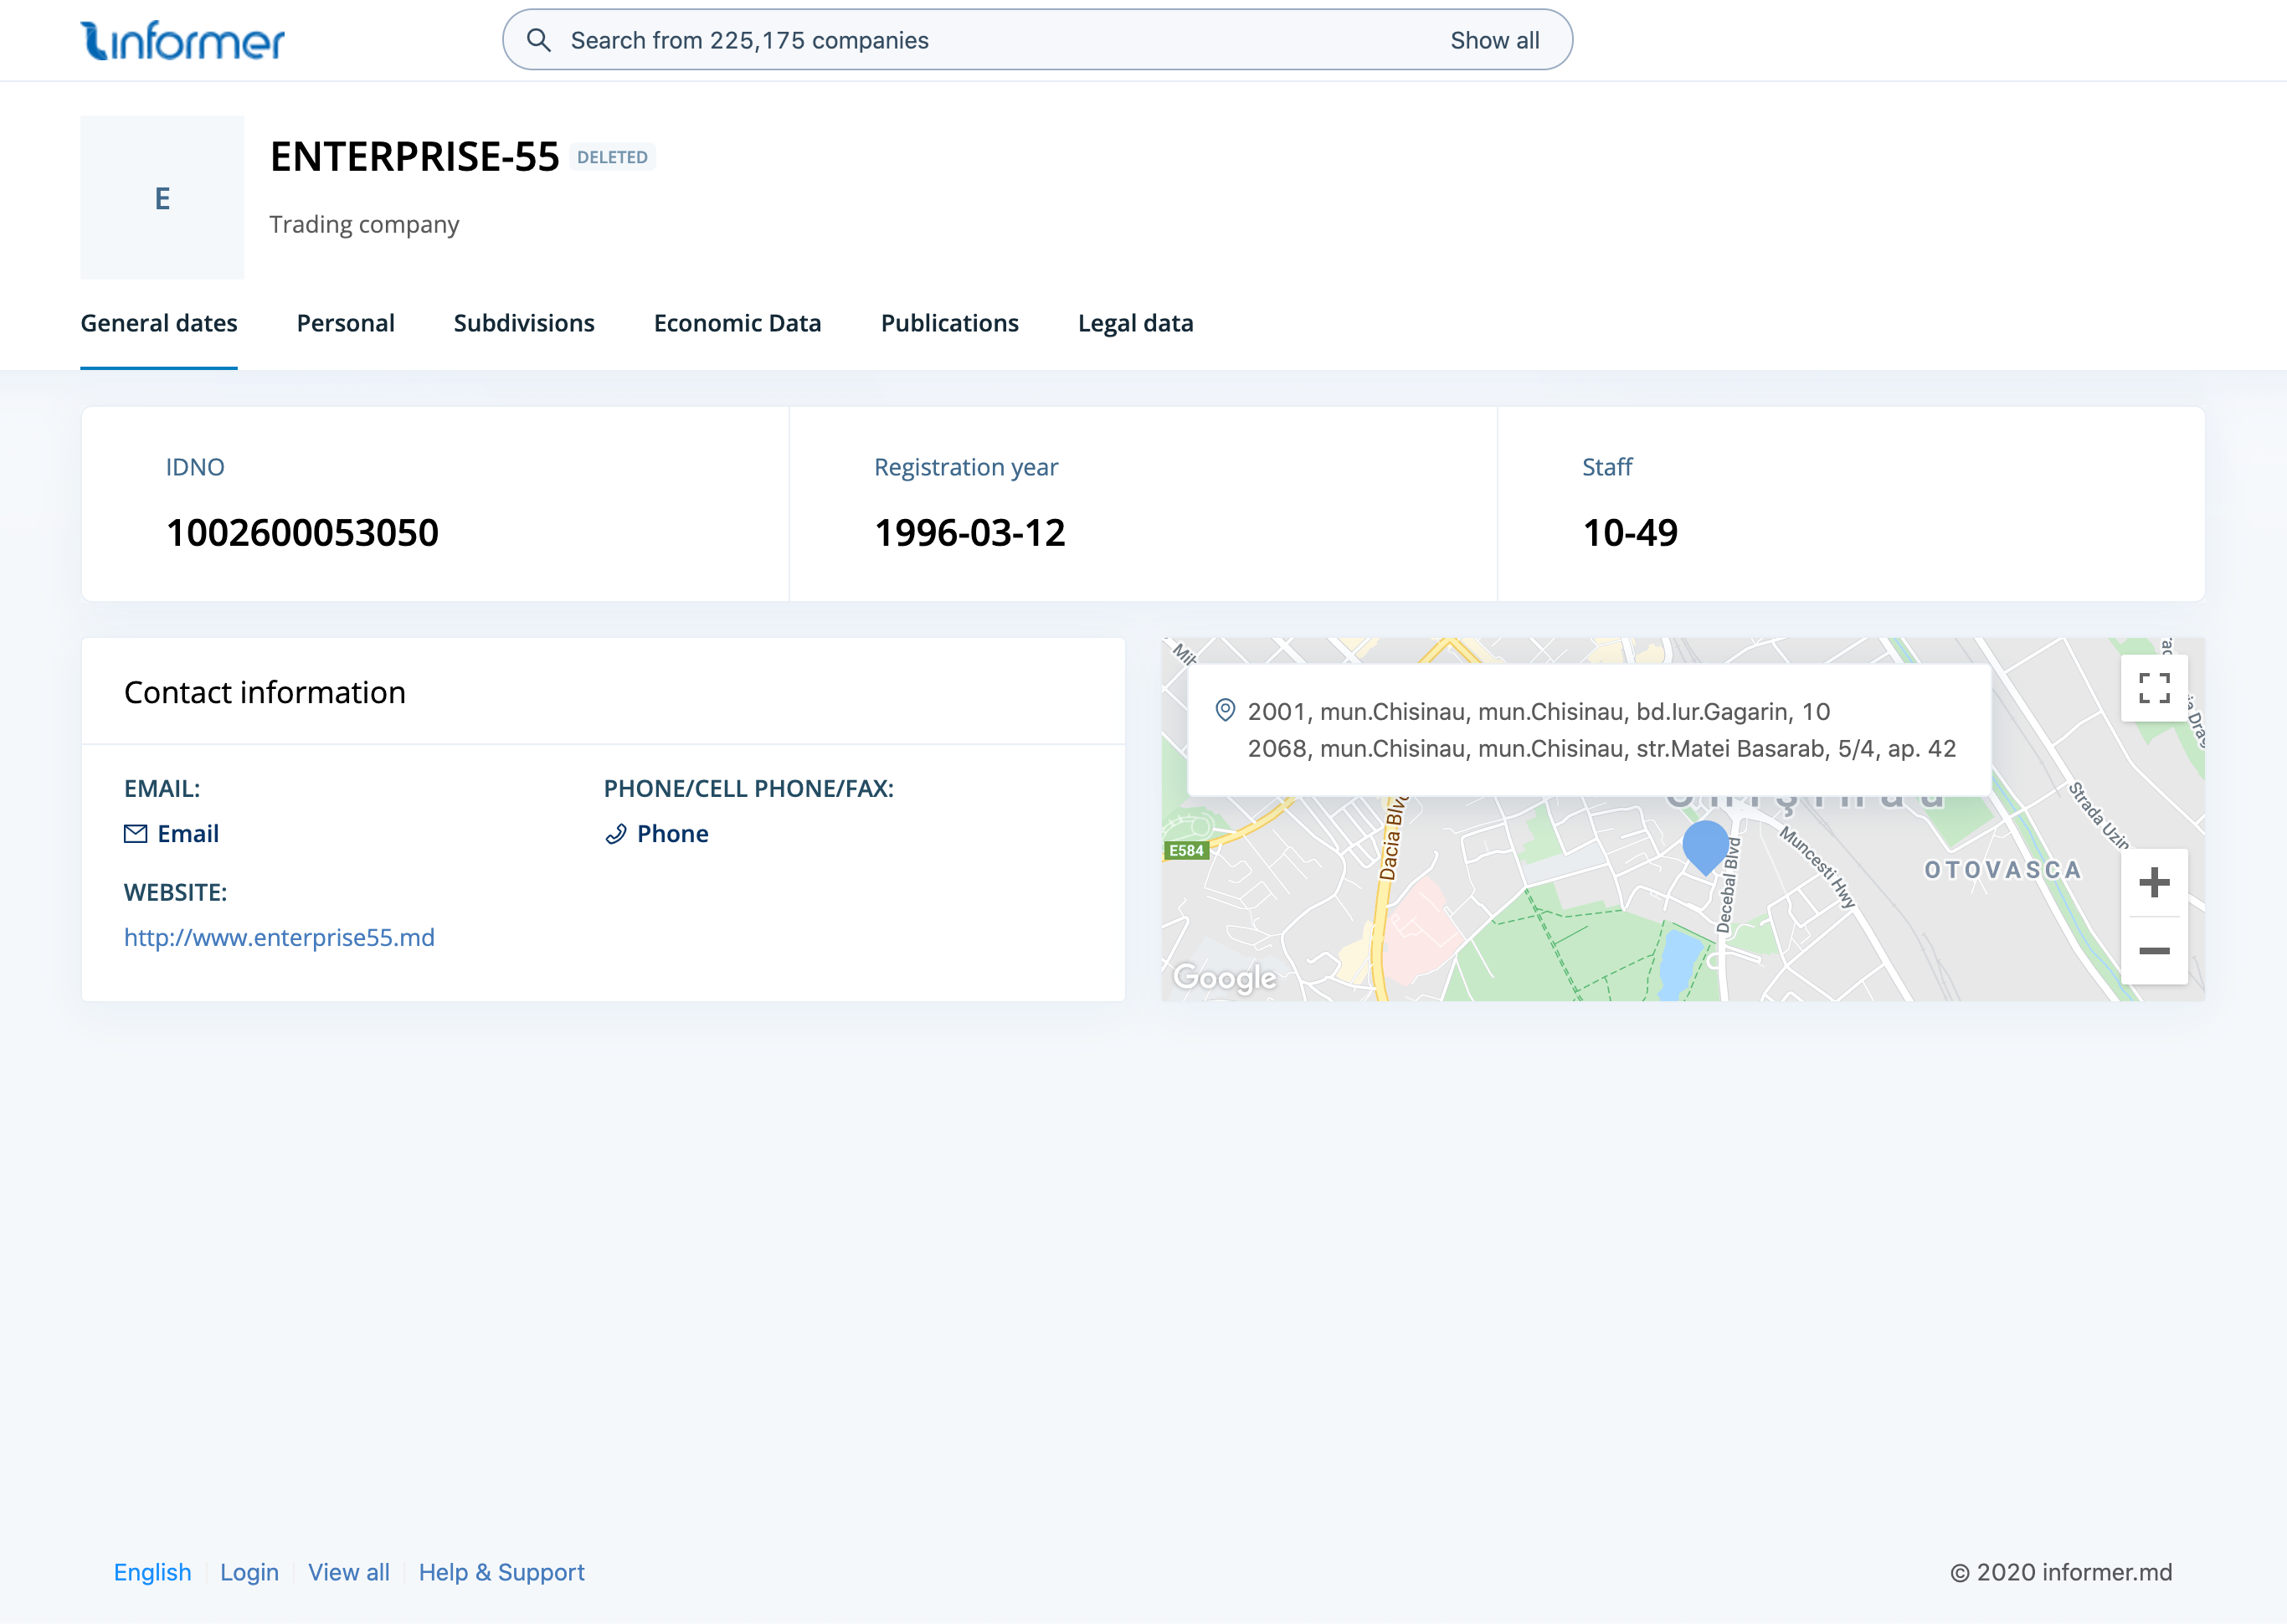 informer
Search from 225,175 companies
Show all
E
ENTERPRISE-55
DELETED
Trading company
General dates
Personal
Subdivisions
Economic Data
Publications
Legal data
IDNO
1002600053050
Registration year
1996-03-12
Staff
10-49
Contact information
EMAIL:
Email
PHONE/CELL PHONE/FAX:
Phone
WEBSITE:
http://www.enterprise55.md
2001, mun.Chisinau, mun.Chisinau, bd.Iur.Gagarin, 10
2068, mun.Chisinau, mun.Chisinau, str.Matei Basarab, 5/4, ap. 42
E584
Dacia Blvd
Decebal Blvd
Muncesti Hwy
OTOVASCA
Strada Uzin
Google
English
Login
View all
Help & Support
© 2020 informer.md